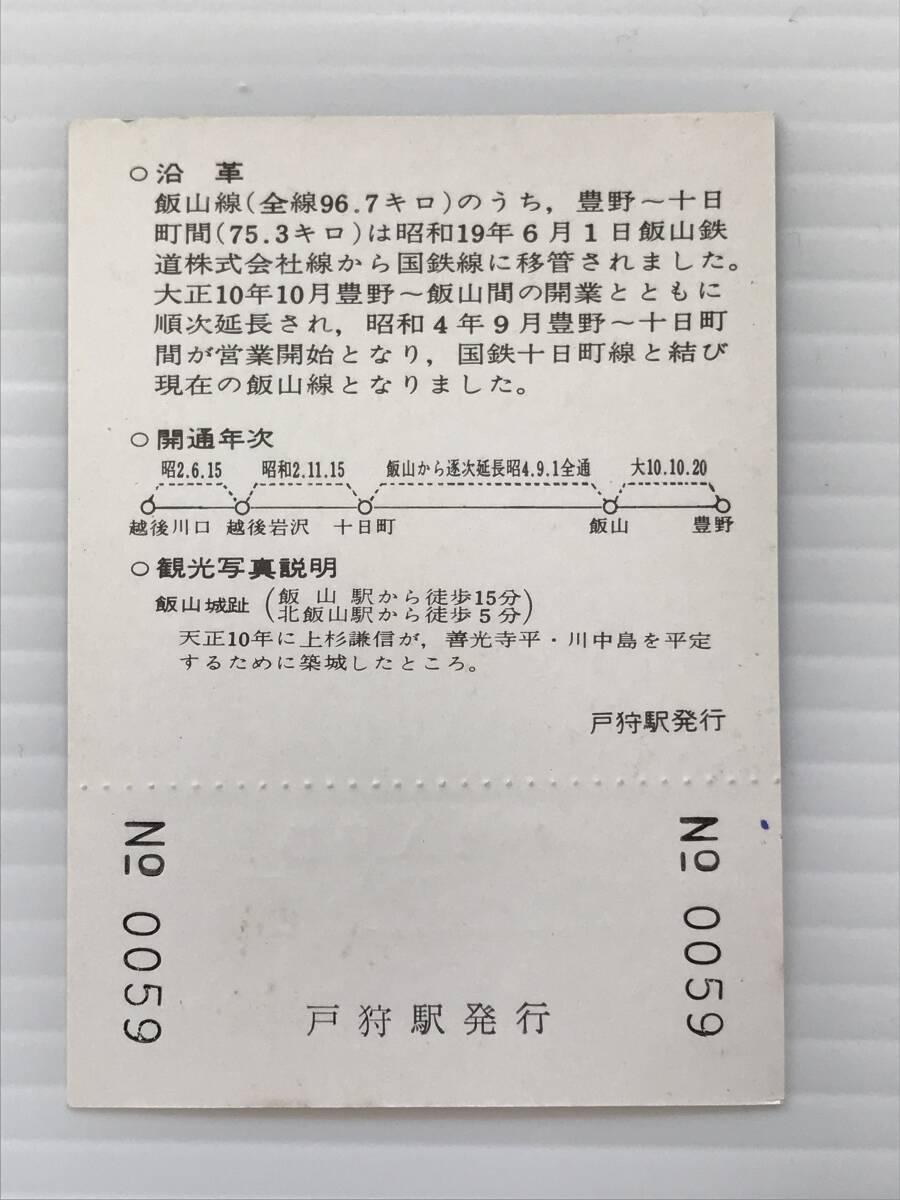 ○沿　革
飯山線(全線96.7キロ)のうち，豊野～十日
町間(75.3キロ)は昭和19年6月1日飯山鉄
道株式会社線から国鉄線に移管されました。
大正10年10月豊野～飯山間の開業とともに
順次延長され，昭和4年9月豊野～十日町
間が営業開始となり，国鉄十日町線と結び
現在の飯山線となりました。
○開通年次
昭2.6.15　昭和2.11.15　飯山から逐次延長昭4.9.1全通　大10.10.20
越後川口　越後岩沢　十日町　飯山　豊野
○観光写真説明
飯山城趾(飯 山 駅から徒歩15分
北飯山駅から徒歩5分)
天正10年に上杉謙信が，善光寺平・川中島を平定
するために築城したところ。
戸狩駅発行
№ 0059
№ 0059
戸狩駅発行